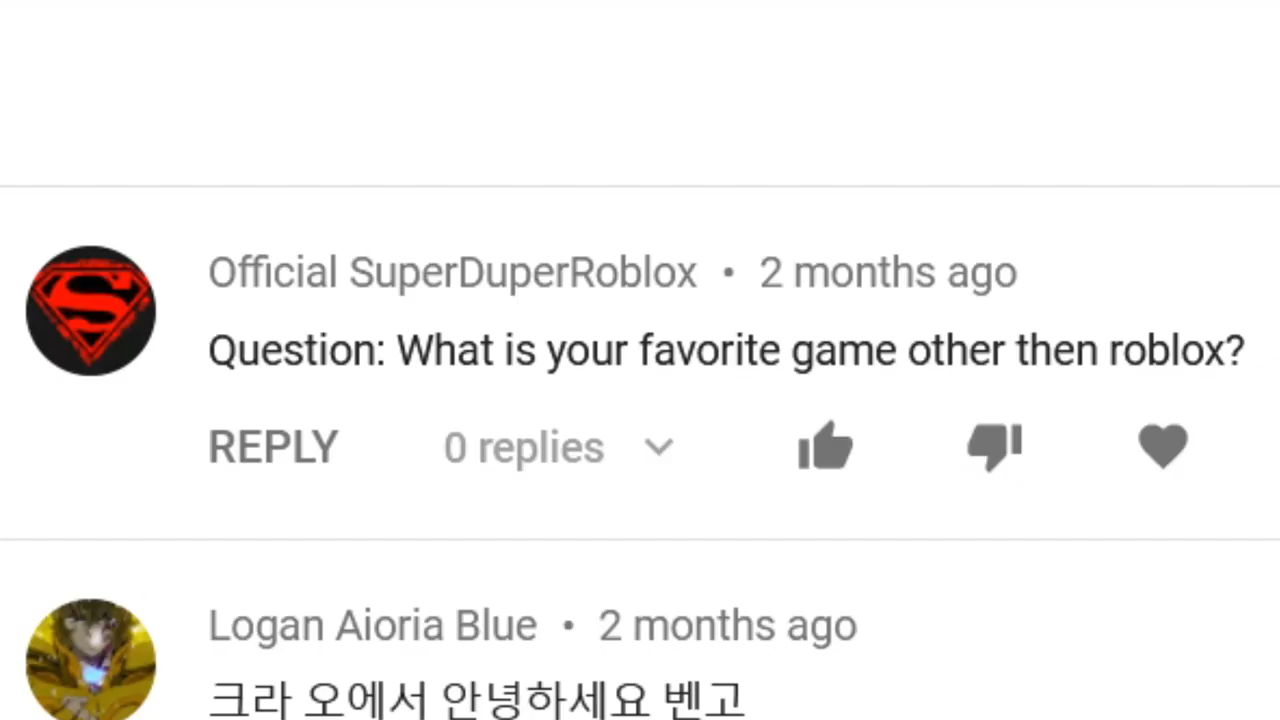 Official SuperDuperRoblox • 2 months ago
Question: What is your favorite game other then roblox?
REPLY 0 replies
Logan Aioria Blue • 2 months ago
크라 오에서 안녕하세요 벤고